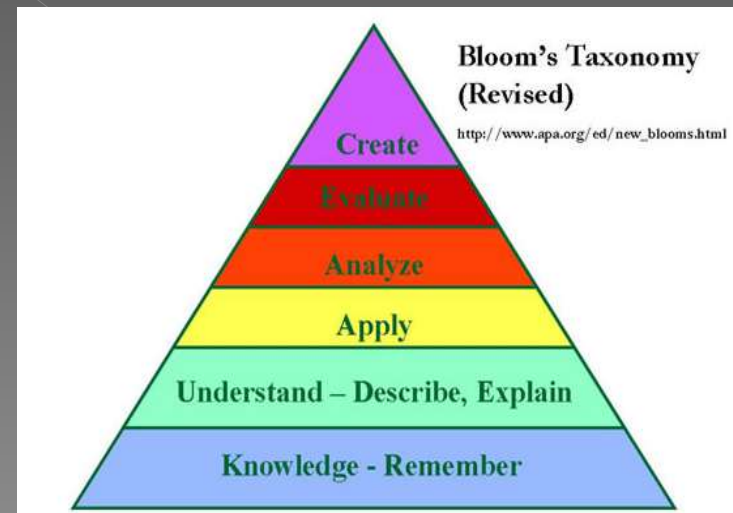 Bloom's Taxonomy
(Revised)
http://www.apa.org/ed/new_blooms.html
Create
Evaluate
Analyze
Apply
Understand – Describe, Explain
Knowledge - Remember